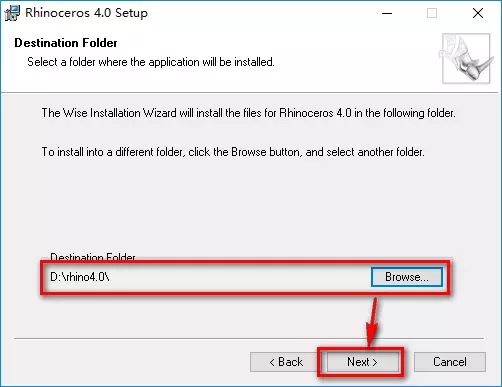 Rhinoceros 4.0 Setup
Destination Folder
Select a folder where the application will be installed.
The Wise Installation Wizard will install the files for Rhinoceros 4.0 in the following folder.
To install into a different folder, click the Browse button, and select another folder.
Destination Folder
D:\rhino4.0\
Browse...
< Back
Next >
Cancel